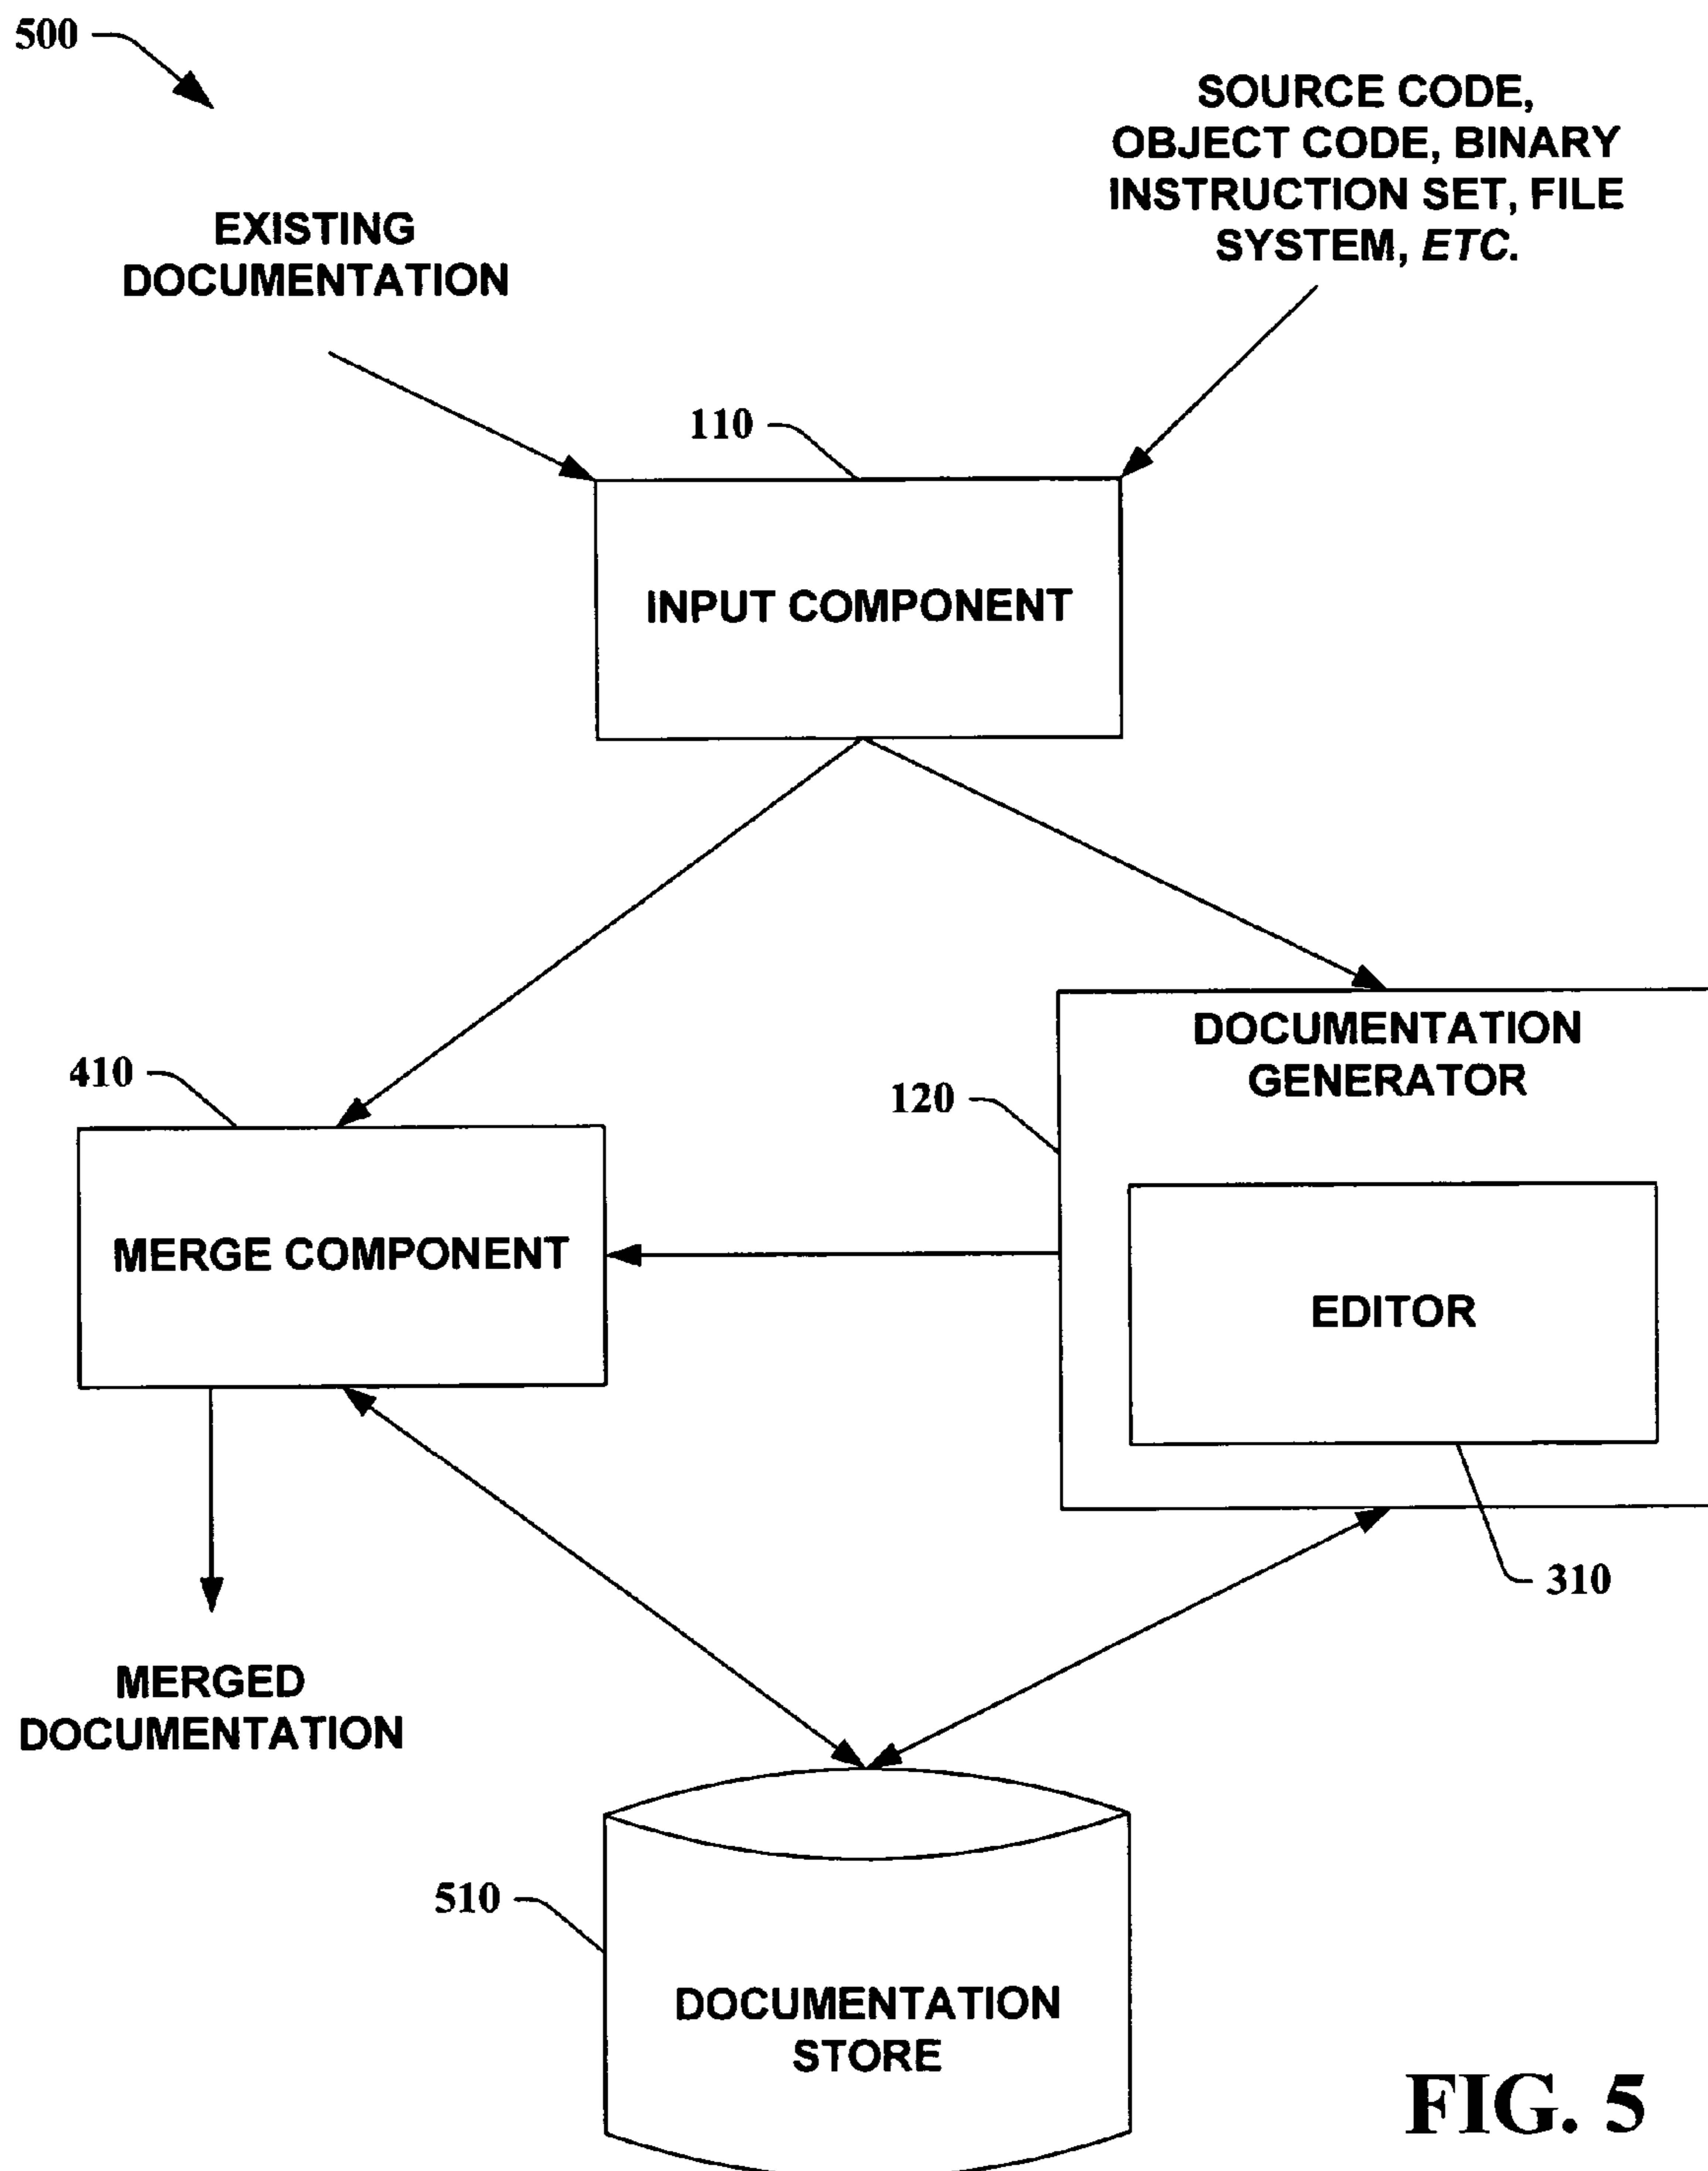 500
SOURCE CODE,
OBJECT CODE, BINARY
INSTRUCTION SET, FILE
SYSTEM, ETC.
EXISTING
DOCUMENTATION
110
INPUT COMPONENT
DOCUMENTATION
GENERATOR
410
120
MERGE COMPONENT
EDITOR
310
MERGED
DOCUMENTATION
510
DOCUMENTATION
STORE
FIG. 5